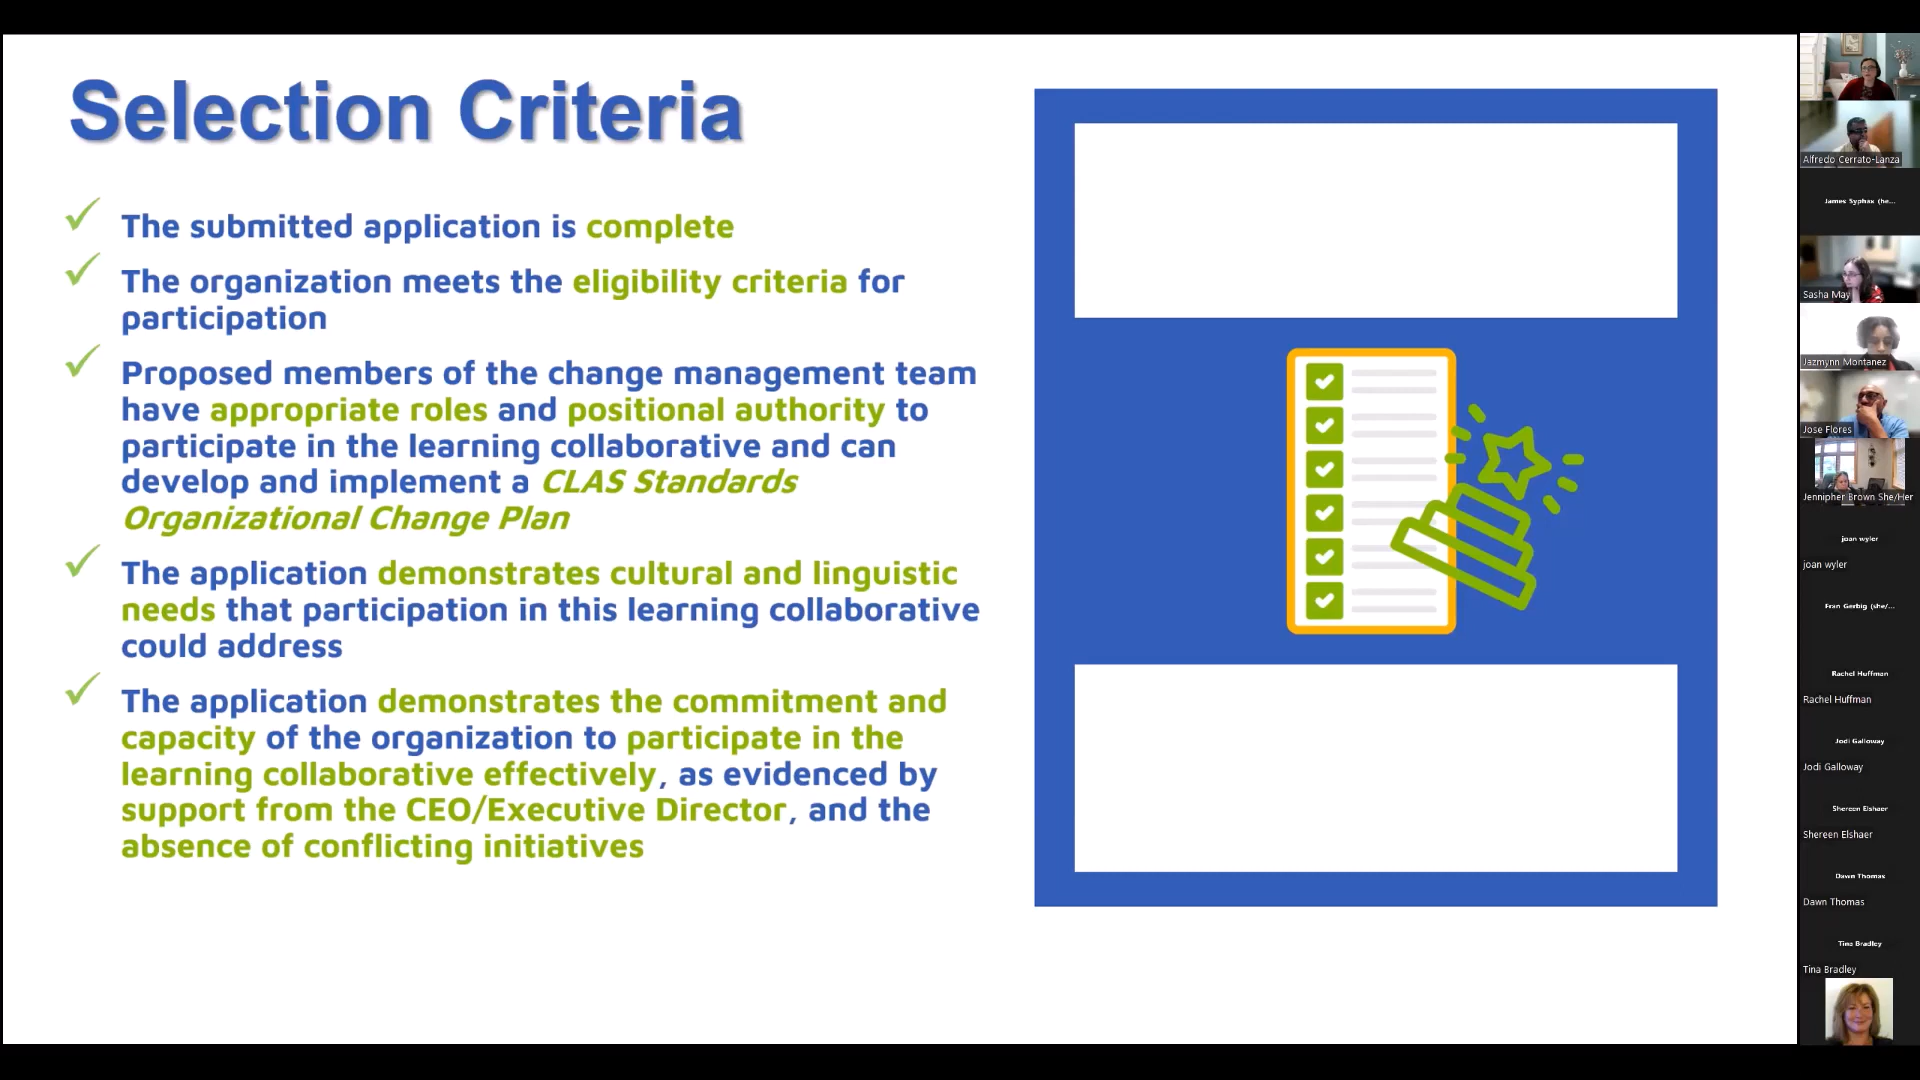 Selection Criteria
The submitted application is complete
The organization meets the eligibility criteria for
participation
Proposed members of the change management team
have appropriate roles and positional authority to
participate in the learning collaborative and can
develop and implement a CLAS Standards
Organizational Change Plan
The application demonstrates cultural and linguistic
needs that participation in this learning collaborative
could address
The application demonstrates the commitment and
capacity of the organization to participate in the
learning collaborative effectively, as evidenced by
support from the CEO/Executive Director, and the
absence of conflicting initiatives
Alfredo Cerrato-Lanza
James Syphax (he...
Sasha May
Jazmynn Montanez
Jose Flores
Jennipher Brown She/Her
joan wyler
joan wyler
Fran Gerbig (she/...
Rachel Huffman
Rachel Huffman
Jodi Galloway
Jodi Galloway
Shereen Elshaer
Shereen Elshaer
Dawn Thomas
Dawn Thomas
Tina Bradley
Tina Bradley